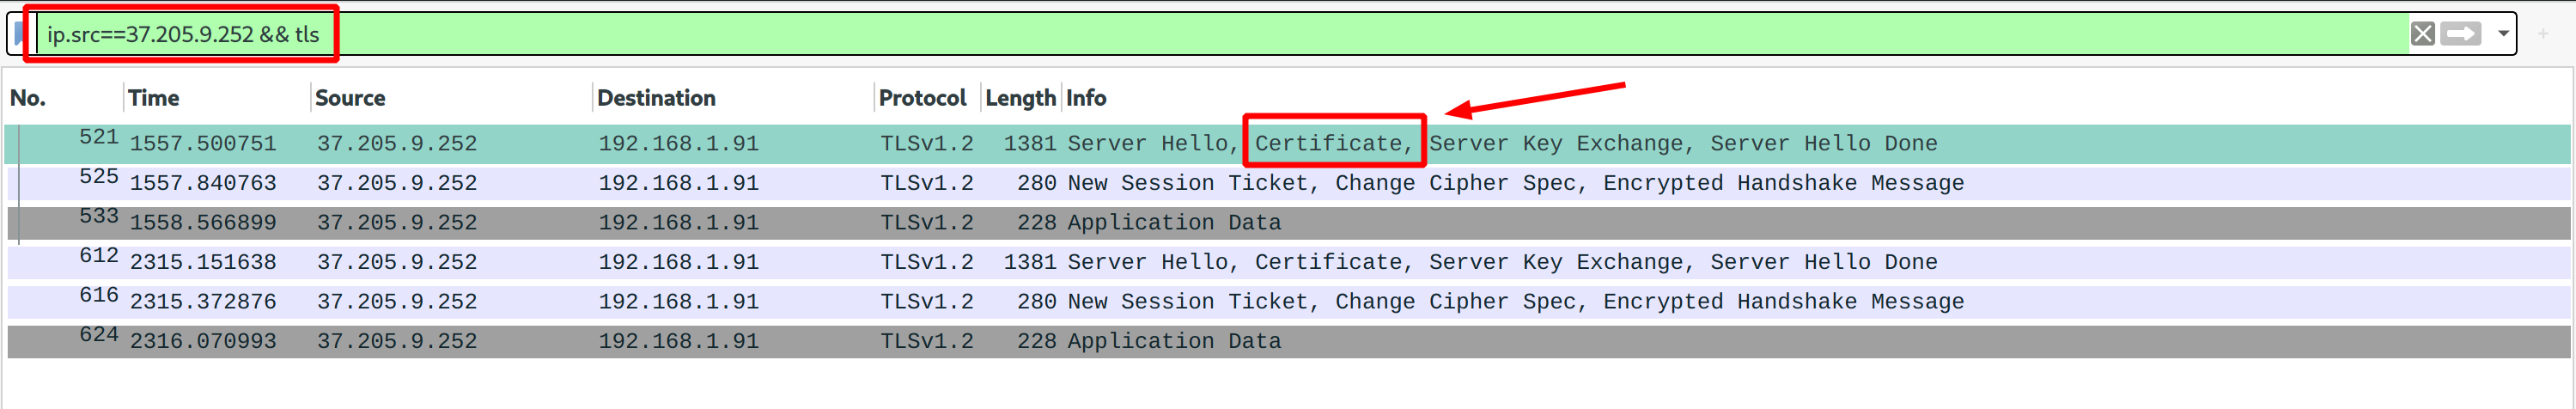 ip.src==37.205.9.252 && tls
No. Time Source Destination Protocol Length Info
521 1557.500751 37.205.9.252 192.168.1.91 TLSv1.2 1381 Server Hello, Certificate, Server Key Exchange, Server Hello Done
525 1557.840763 37.205.9.252 192.168.1.91 TLSv1.2 280 New Session Ticket, Change Cipher Spec, Encrypted Handshake Message
533 1558.566899 37.205.9.252 192.168.1.91 TLSv1.2 228 Application Data
612 2315.151638 37.205.9.252 192.168.1.91 TLSv1.2 1381 Server Hello, Certificate, Server Key Exchange, Server Hello Done
616 2315.372876 37.205.9.252 192.168.1.91 TLSv1.2 280 New Session Ticket, Change Cipher Spec, Encrypted Handshake Message
624 2316.070993 37.205.9.252 192.168.1.91 TLSv1.2 228 Application Data